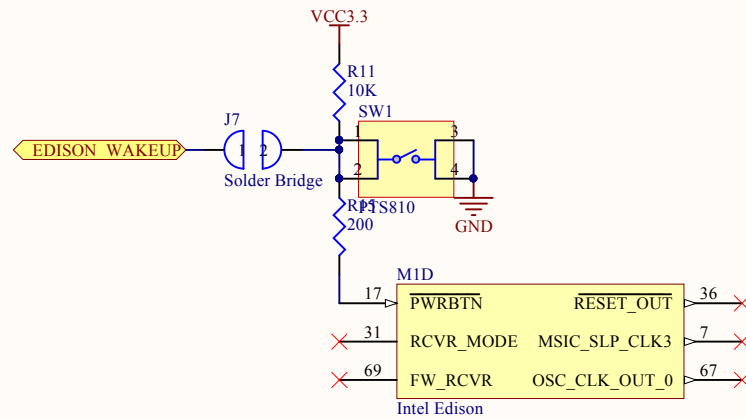 VCC3.3
R11
10K
SW1
J7
1
3
EDISON_WAKEUP
1
2
2
4
Solder Bridge
R15
PTS810
200
GND
M1D
17
PWRBTN
RESET_OUT
36
31
RCVR_MODE
MSIC_SLP_CLK3
7
69
FW_RCVR
OSC_CLK_OUT_0
67
Intel Edison